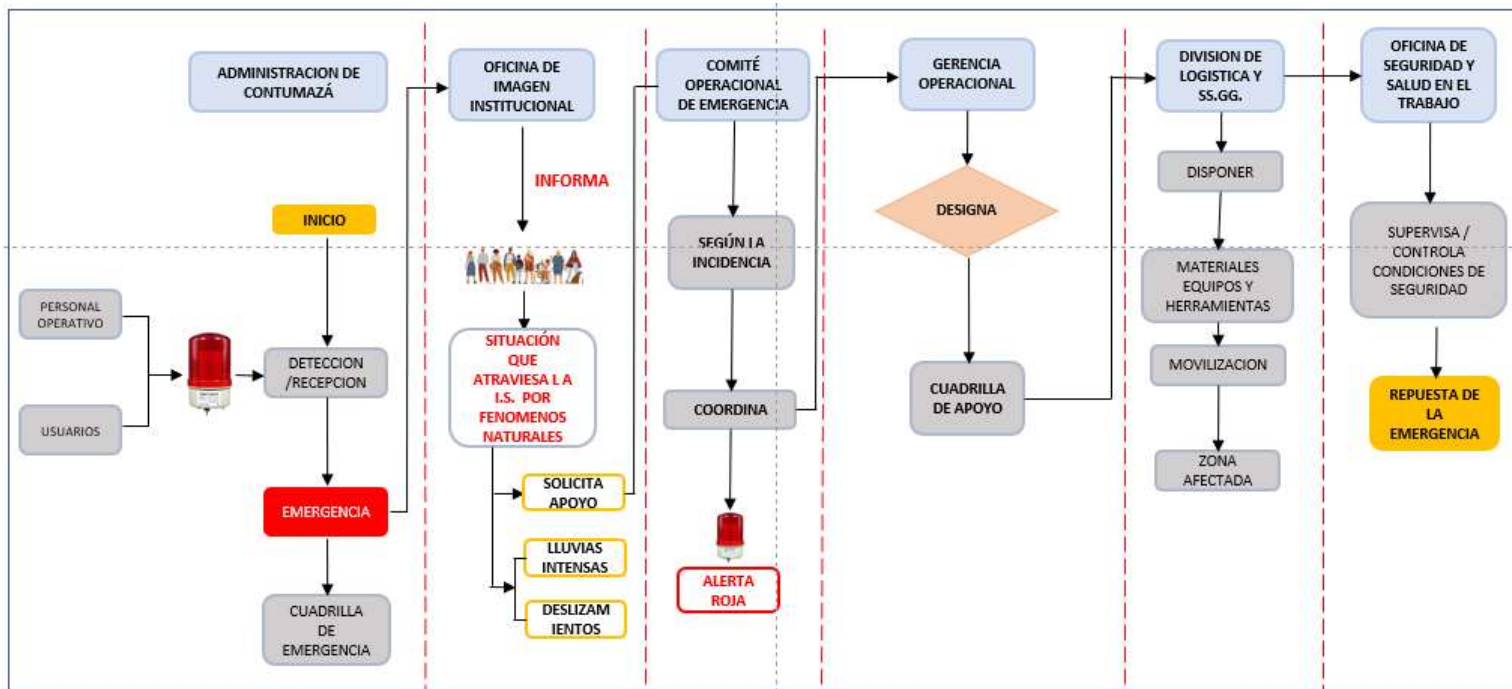 ADMINISTRACION DE
CONTUMAZÁ
INICIO
PERSONAL
OPERATIVO
USUARIOS
DETECCION
/RECEPCION
EMERGENCIA
CUADRILLA
DE
EMERGENCIA
OFICINA DE
IMAGEN
INSTITUCIONAL
INFORMA
SITUACIÓN
QUE
ATRAVIESA L A
I.S. POR
FENOMENOS
NATURALES
SOLICITA
APOYO
LLUVIAS
INTENSAS
DESLIZAM
IENTOS
COMITÉ
OPERACIONAL
DE EMERGENCIA
SEGÚN LA
INCIDENCIA
COORDINA
ALERTA
ROJA
GERENCIA
OPERACIONAL
DESIGNA
CUADRILLA
DE APOYO
DIVISION DE
LOGISTICA Y
SS.GG.
DISPONER
MATERIALES
EQUIPOS Y
HERRAMIENTAS
MOVILIZACION
ZONA
AFECTADA
OFICINA DE
SEGURIDAD Y
SALUD EN EL
TRABAJO
SUPERVISA /
CONTROLA
CONDICIONES DE
SEGURIDAD
REPUESTA DE
LA
EMERGENCIA